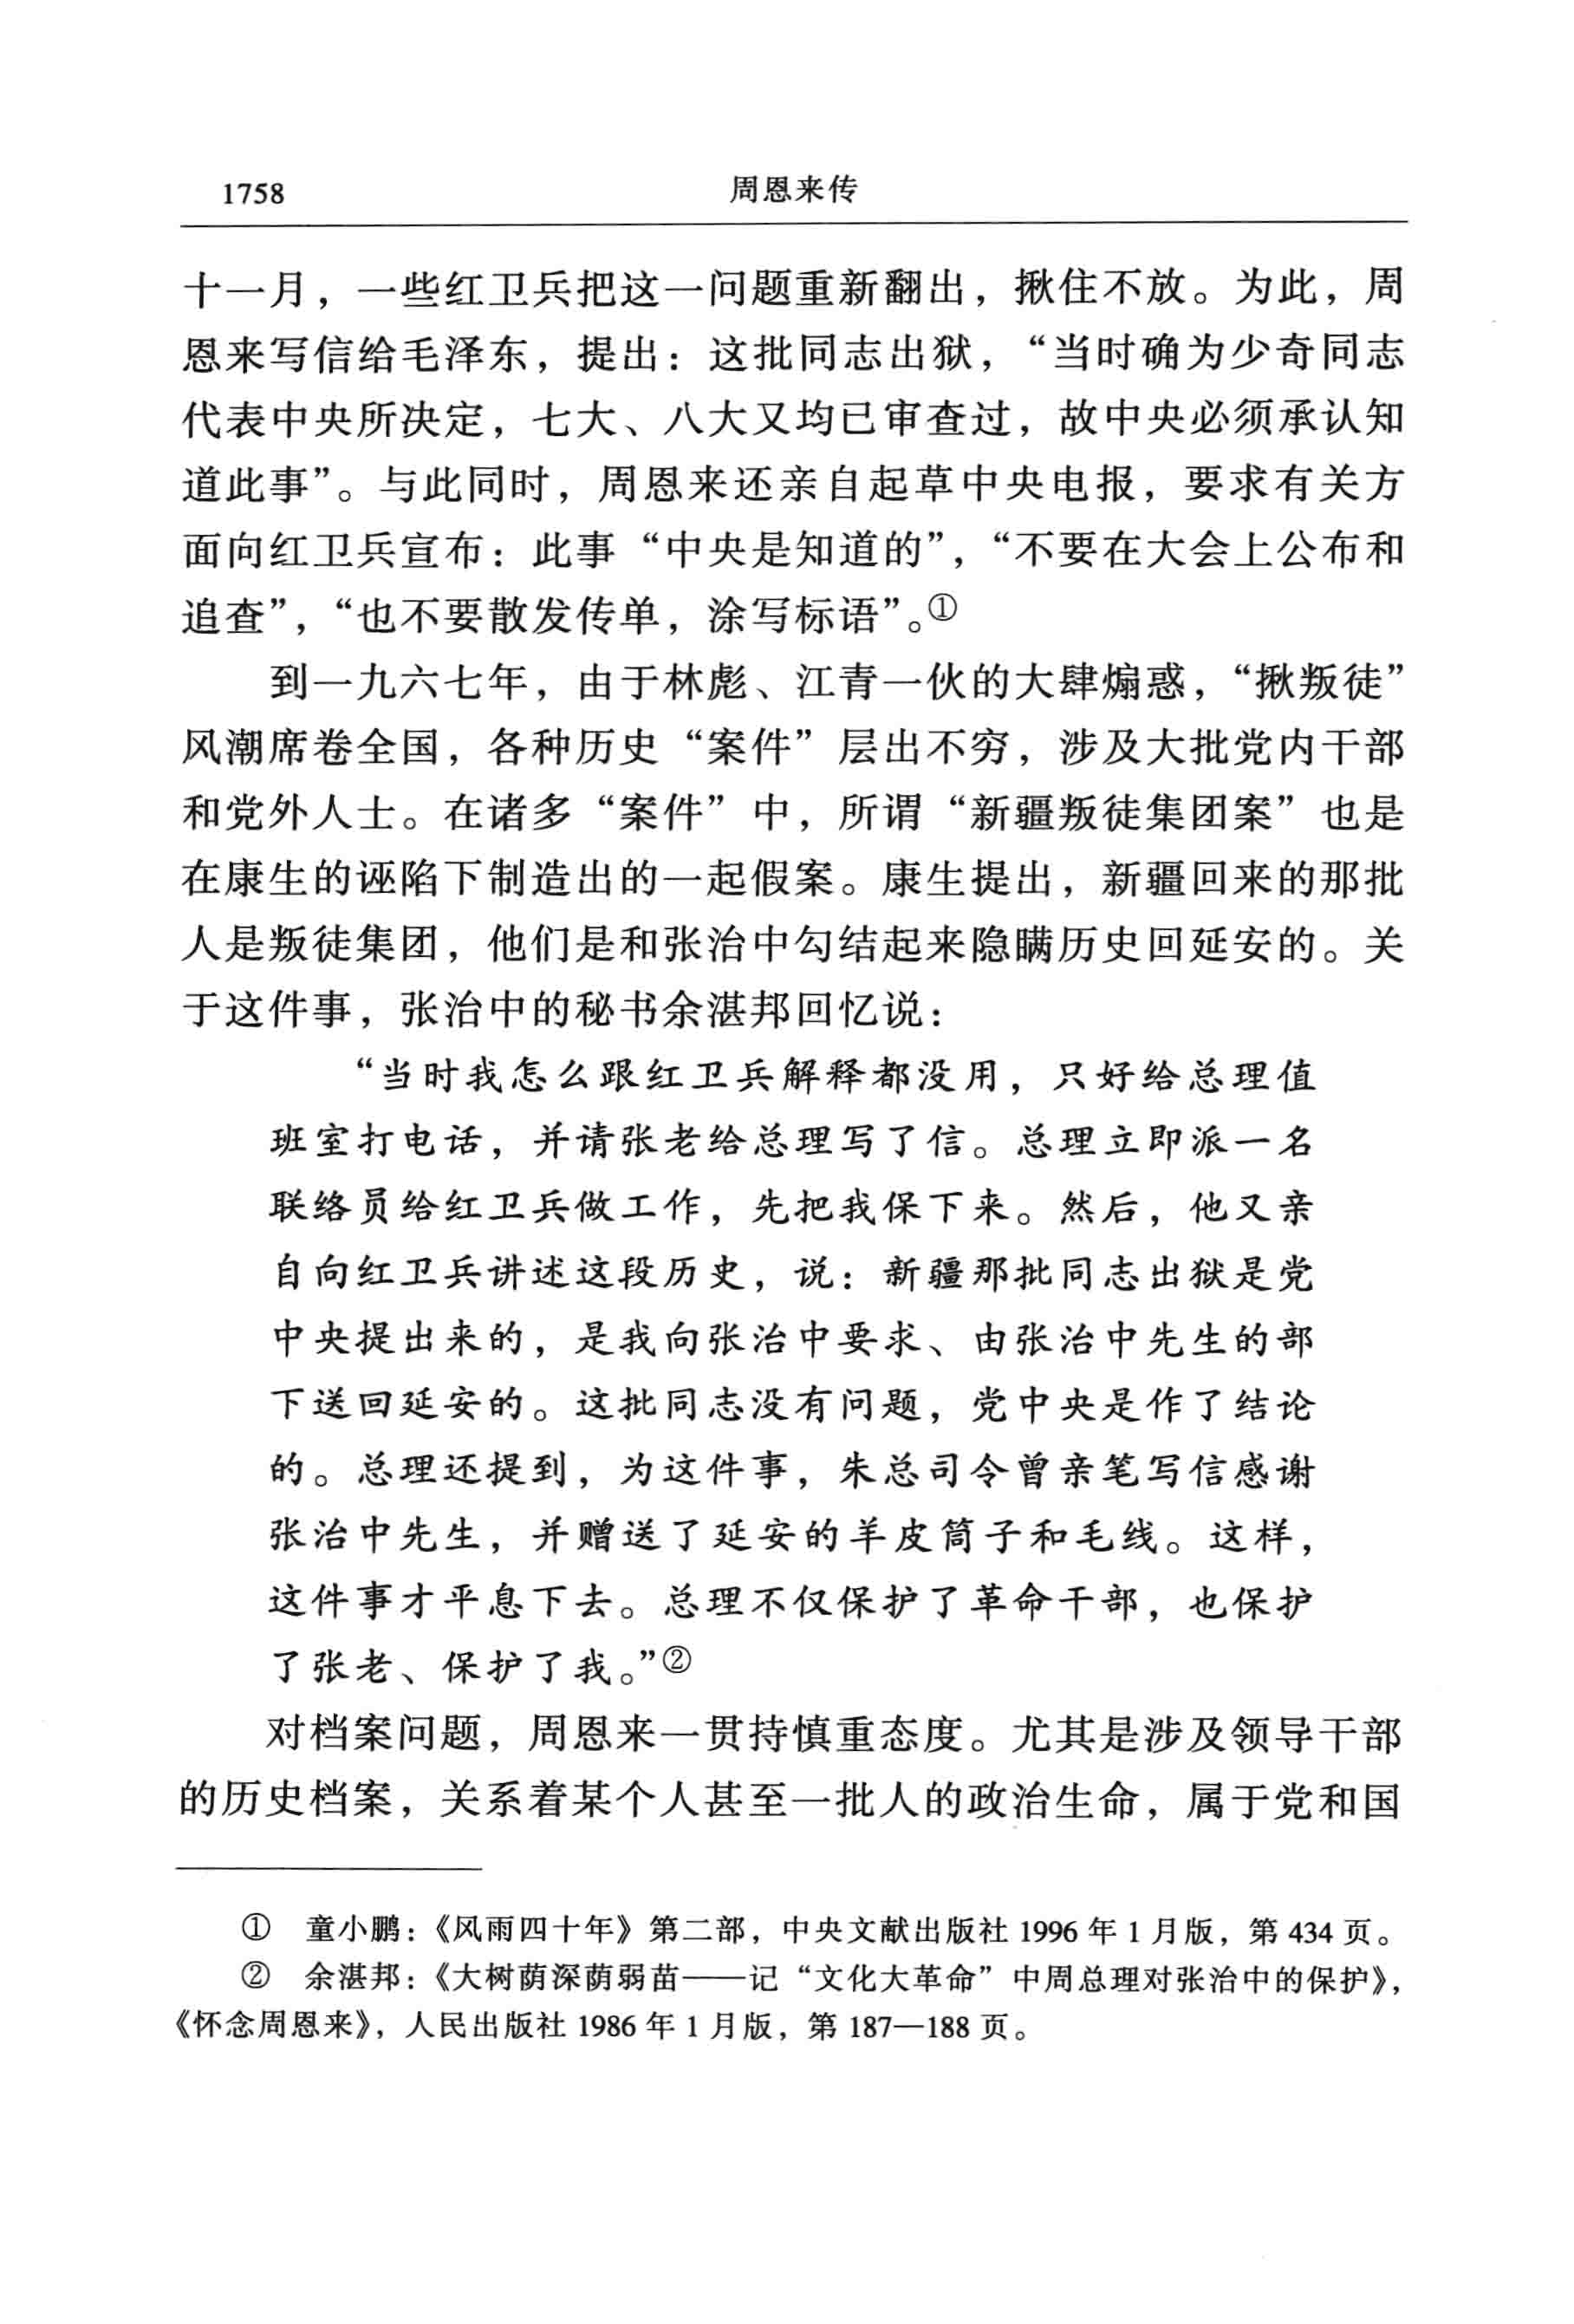 1758 周恩来传
十一月，一些红卫兵把这一问题重新翻出，揪住不放。为此，周
恩来写信给毛泽东，提出：这批同志出狱，“当时确为少奇同志
代表中央所决定，七大、八大又均已审查过，故中央必须承认知
道此事”。与此同时，周恩来还亲自起草中央电报，要求有关方
面向红卫兵宣布：此事“中央是知道的”，“不要在大会上公布和
追查”，“也不要散发传单，涂写标语”。①
到一九六七年，由于林彪、江青一伙的大肆煽惑，“揪叛徒”
风潮席卷全国，各种历史“案件”层出不穷，涉及大批党内干部
和党外人士。在诸多“案件”中，所谓“新疆叛徒集团案”也是
在康生的诬陷下制造出的一起假案。康生提出，新疆回来的那批
人是叛徒集团，他们是和张治中勾结起来隐瞒历史回延安的。关
于这件事，张治中的秘书余湛邦回忆说：
“当时我怎么跟红卫兵解释都没用，只好给总理值
班室打电话，并请张老给总理写了信。总理立即派一名
联络员给红卫兵做工作，先把我保下来。然后，他又亲
自向红卫兵讲述这段历史，说：新疆那批同志出狱是党
中央提出来的，是我向张治中要求、由张治中先生的部
下送回延安的。这批同志没有问题，党中央是作了结论
的。总理还提到，为这件事，朱总司令曾亲笔写信感谢
张治中先生，并赠送了延安的羊皮筒子和毛线。这样，
这件事才平息下去。总理不仅保护了革命干部，也保护
了张老、保护了我。”②
对档案问题，周恩来一贯持慎重态度。尤其是涉及领导干部
的历史档案，关系着某个人甚至一批人的政治生命，属于党和国
① 童小鹏：《风雨四十年》第二部，中央文献出版社 1996 年 1 月版，第 434 页。
② 余湛邦：《大树荫深荫弱苗——记“文化大革命”中周总理对张治中的保护》，
《怀念周恩来》，人民出版社 1986 年 1 月版，第 187—188 页。